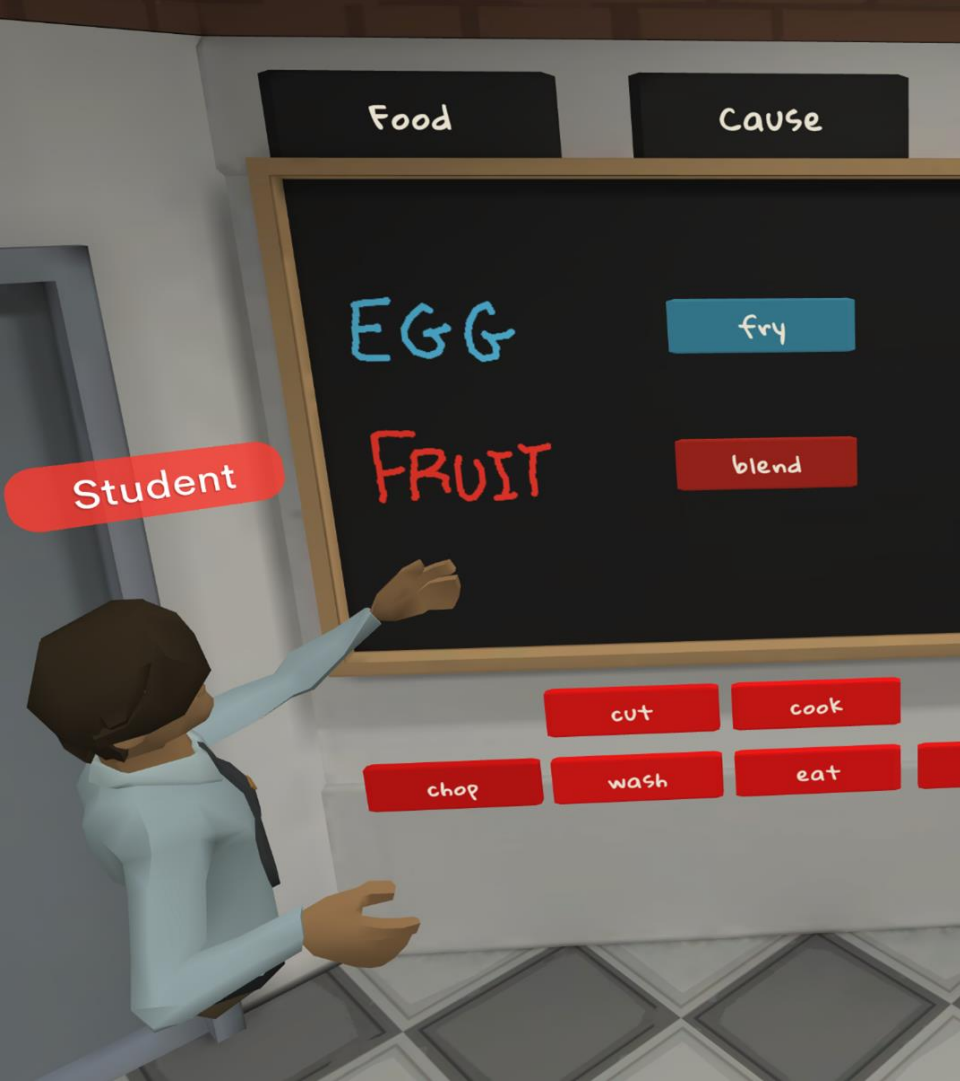 Food
Cause
EGG
fry
FRUIT
blend
Student
cut
cook
chop
wash
eat